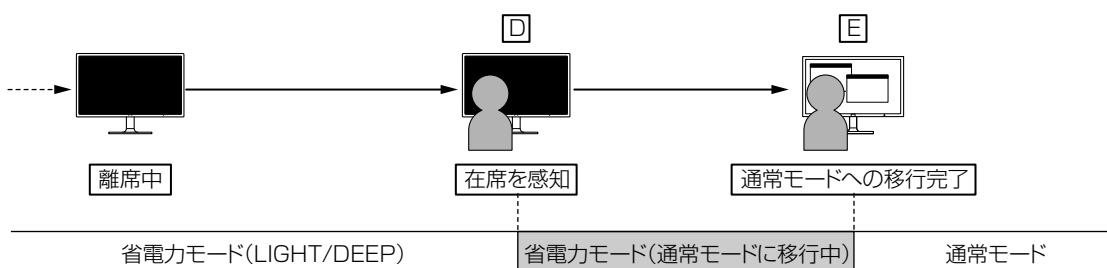 D
E
離席中
在席を感知
通常モードへの移行完了
省電力モード(LIGHT/DEEP)
省電力モード(通常モードに移行中)
通常モード